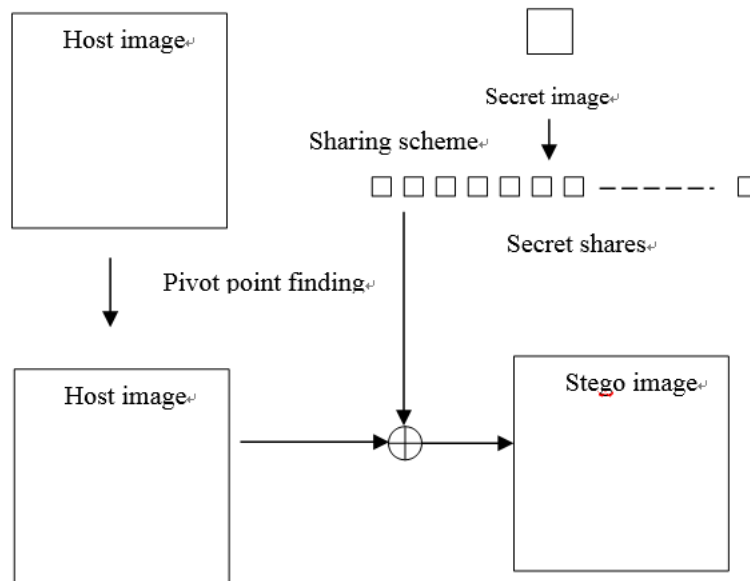 Host image
Secret image
Sharing scheme
Secret shares
Pivot point finding
Host image
Stego image